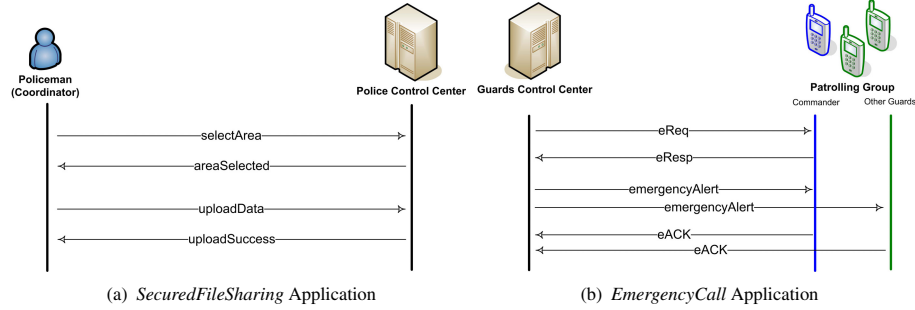 Policeman
(Coordinator)
Police Control Center
selectArea
areaSelected
uploadData
uploadSuccess
(a) SecuredFileSharing Application
Guards Control Center
Patrolling Group
Commander
Other Guards
eReq
eResp
emergencyAlert
emergencyAlert
eACK
eACK
(b) EmergencyCall Application